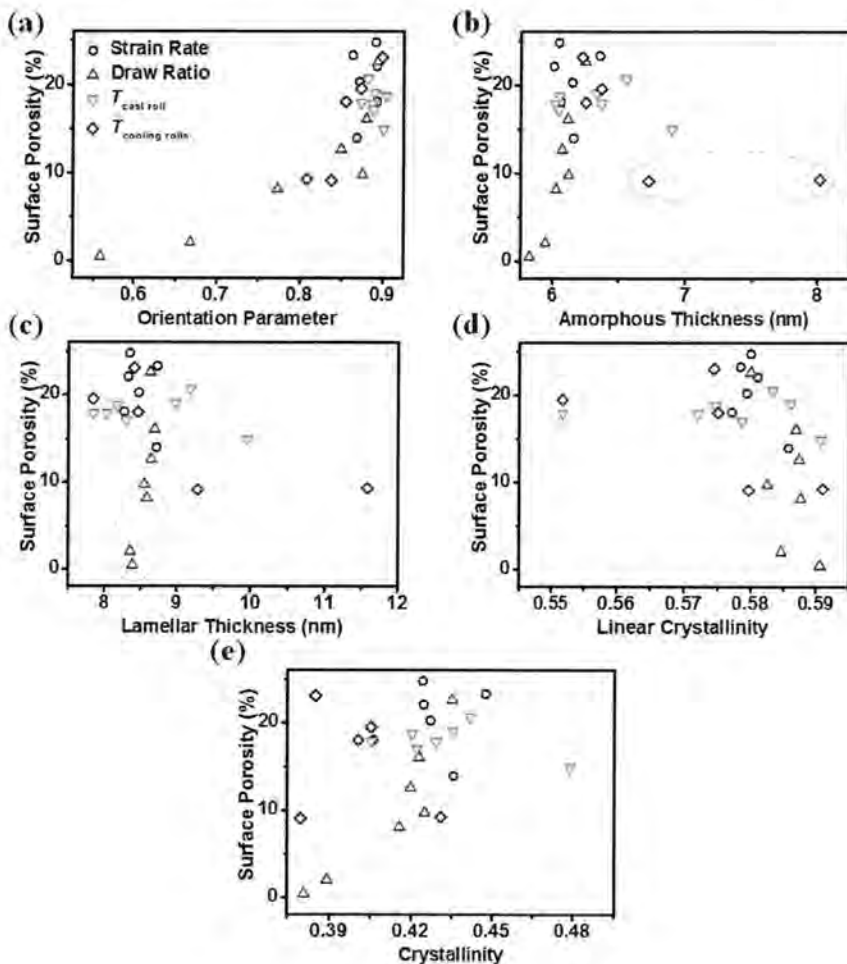 (a)
Surface Porosity (%)
20
10
0
Strain Rate
Draw Ratio
T cast roll
T cooling rolls
0.6 0.7 0.8 0.9
Orientation Parameter
(b)
Surface Porosity (%)
20
10
0
6 7 8
Amorphous Thickness (nm)
(c)
Surface Porosity (%)
20
10
0
8 9 10 11 12
Lamellar Thickness (nm)
(d)
Surface Porosity (%)
20
10
0
0.55 0.56 0.57 0.58 0.59
Linear Crystallinity
(e)
Surface Porosity (%)
20
10
0
0.39 0.42 0.45 0.48
Crystallinity